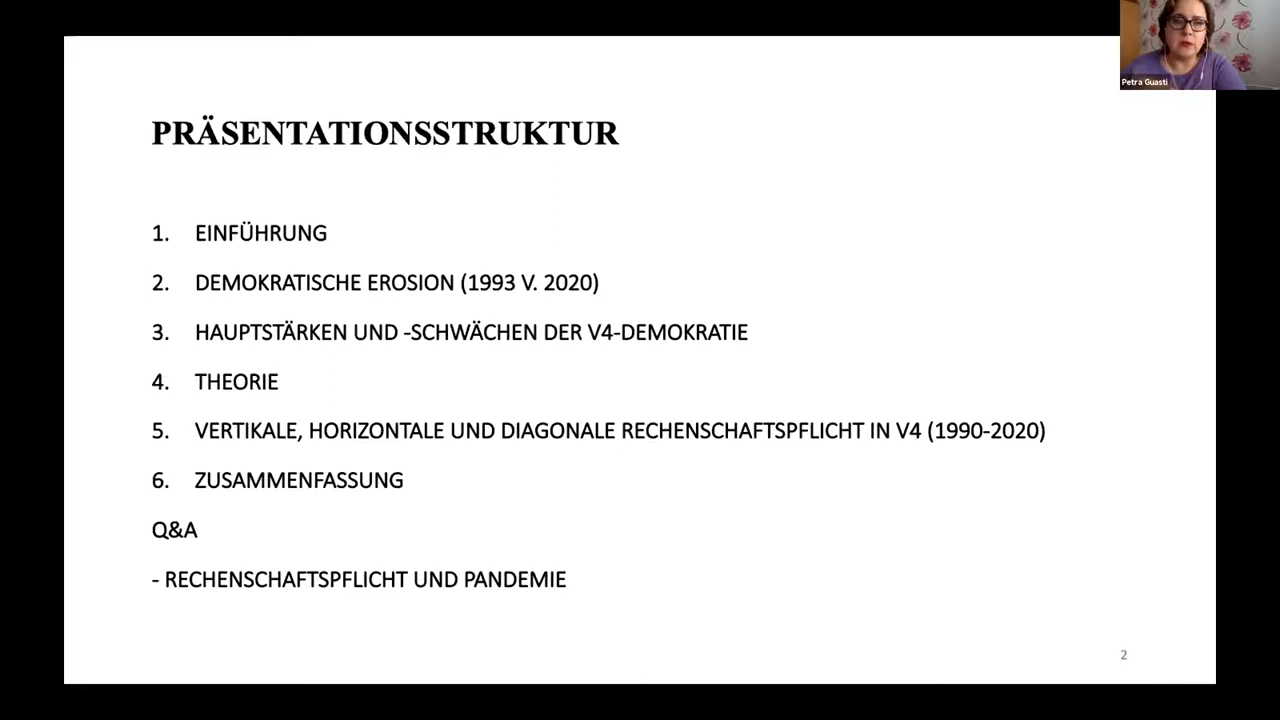 Petra Guasti
PRÄSENTATIONSSTRUKTUR
1. EINFÜHRUNG
2. DEMOKRATISCHE EROSION (1993 V. 2020)
3. HAUPTSTÄRKEN UND -SCHWÄCHEN DER V4-DEMOKRATIE
4. THEORIE
5. VERTIKALE, HORIZONTALE UND DIAGONALE RECHENSCHAFTSPFLICHT IN V4 (1990-2020)
6. ZUSAMMENFASSUNG
Q&A
- RECHENSCHAFTSPFLICHT UND PANDEMIE
2